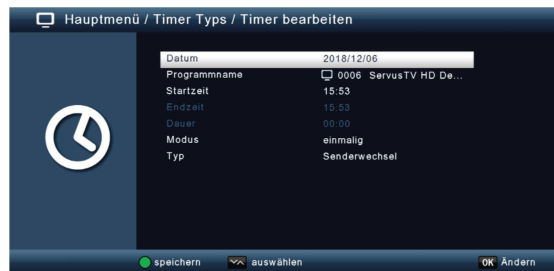 Hauptmenü / Timer Typs / Timer bearbeiten
Datum 2018/12/06
Programmname 0006 ServusTV HD De...
Startzeit 15:53
Endzeit 15:53
Dauer 00:00
Modus einmalig
Typ Senderwechsel
speichern auswählen OK Ändern